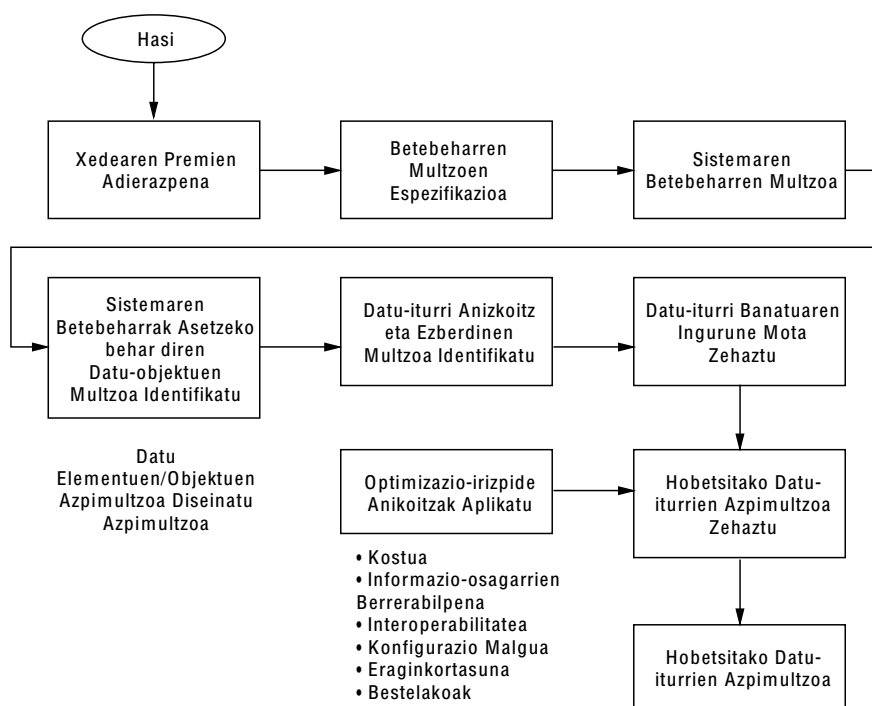 Hasi
Xedearen Premien
Adierazpena
Betebeharren
Multzoen
Espezifikazioa
Sistemaren
Betebeharren Multzoa
Sistemaren
Betebeharrak Asetzeko
behar diren
Datu-objektuen
Multzoa Identifikatu
Datu-iturri Anizkoitz
eta Ezberdinen
Multzoa Identifikatu
Datu-iturri Banatuaren
Ingurune Mota
Zehaztu
Datu
Elementuen/Objektuen
Azpimultzoa Diseinatu
Azpimultzoa
Optimizazio-irizpide
Anikoitzak Aplikatu
Hobetsitako Datu-
iturrien Azpimultzoa
Zehaztu
• Kostua
• Informazio-osagarrien
Berrerabilpena
• Interoperabilitatea
• Konfigurazio Malgua
• Eraginkortasuna
• Bestelakoak
Hobetsitako Datu-
iturrien Azpimultzoa